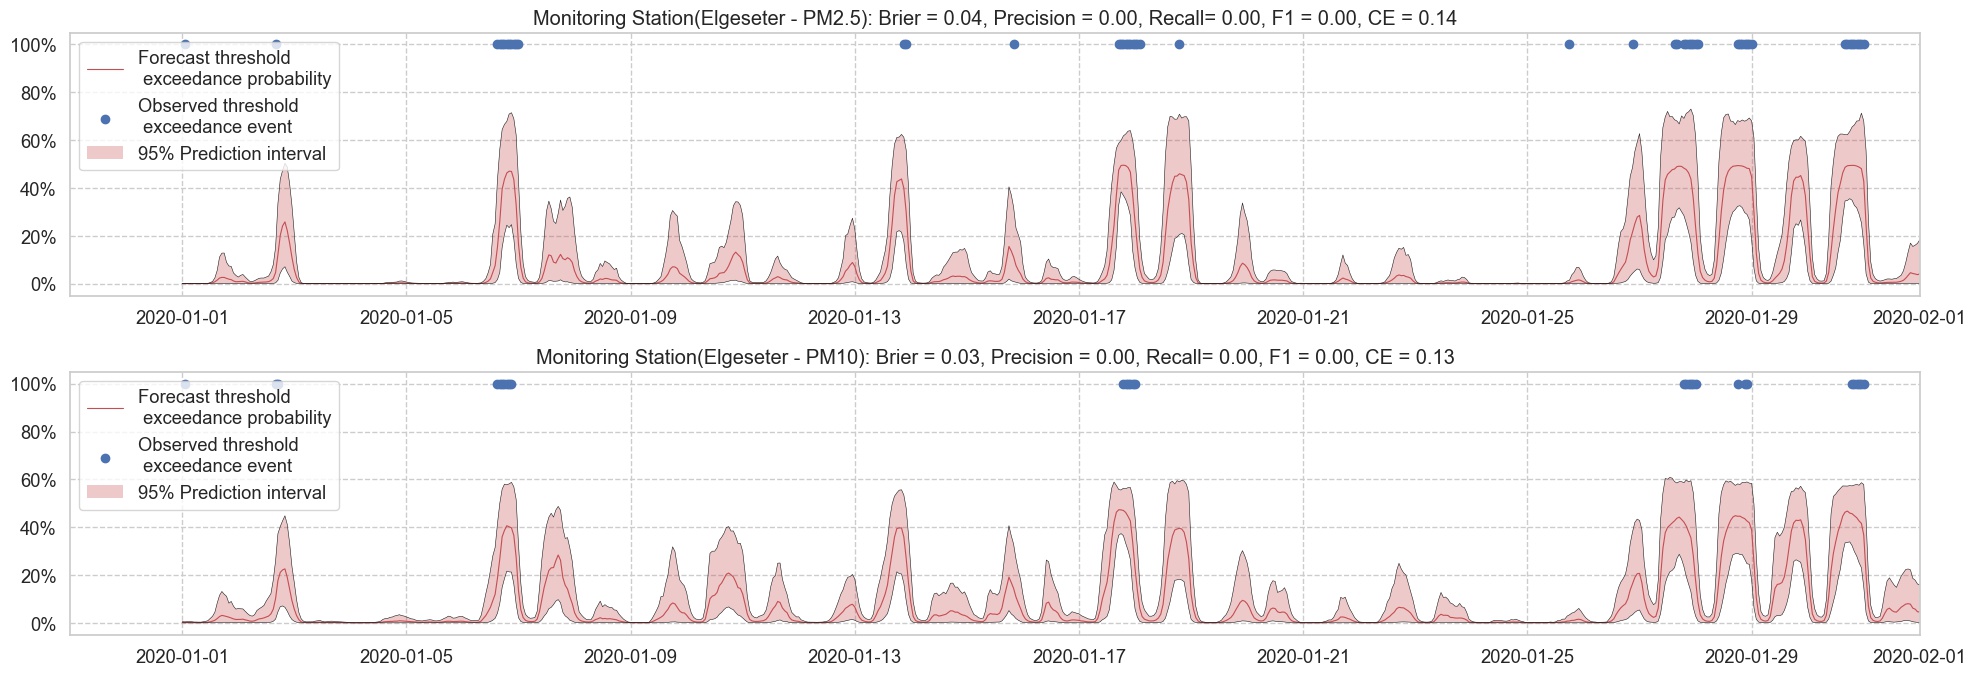 Monitoring Station(Elgeseter - PM2.5): Brier = 0.04, Precision = 0.00, Recall= 0.00, F1 = 0.00, CE = 0.14
100%
80%
60%
40%
20%
0%
Forecast threshold
exceedance probability
Observed threshold
exceedance event
95% Prediction interval
2020-01-01 2020-01-05 2020-01-09 2020-01-13 2020-01-17 2020-01-21 2020-01-25 2020-01-29 2020-02-01
Monitoring Station(Elgeseter - PM10): Brier = 0.03, Precision = 0.00, Recall= 0.00, F1 = 0.00, CE = 0.13
100%
80%
60%
40%
20%
0%
Forecast threshold
exceedance probability
Observed threshold
exceedance event
95% Prediction interval
2020-01-01 2020-01-05 2020-01-09 2020-01-13 2020-01-17 2020-01-21 2020-01-25 2020-01-29 2020-02-01